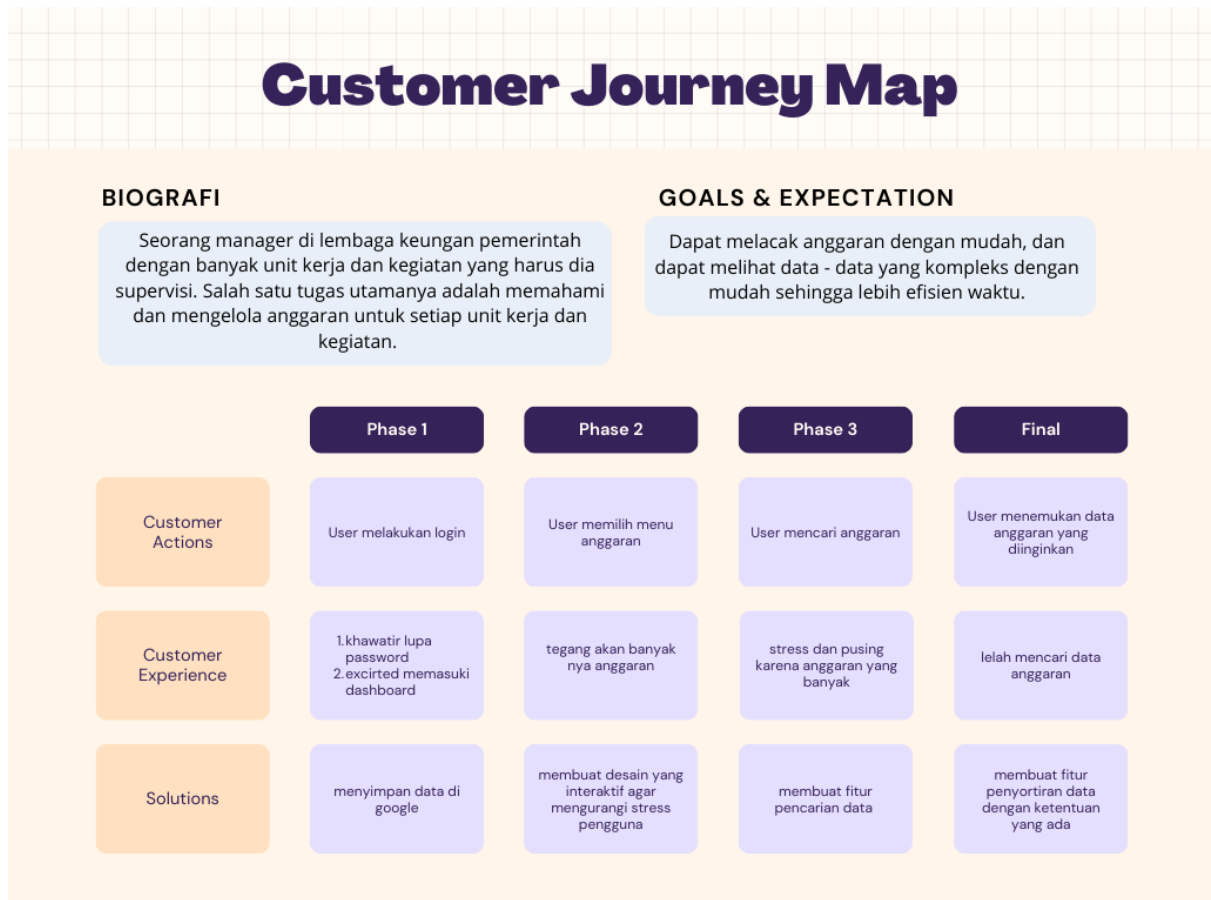 Customer Journey Map
BIOGRAFI
Seorang manager di lembaga keungan pemerintah
dengan banyak unit kerja dan kegiatan yang harus dia
supervisi. Salah satu tugas utamanya adalah memahami
dan mengelola anggaran untuk setiap unit kerja dan
kegiatan.
GOALS & EXPECTATION
Dapat melacak anggaran dengan mudah, dan
dapat melihat data - data yang kompleks dengan
mudah sehingga lebih efisien waktu.
Phase 1
Phase 2
Phase 3
Final
Customer
Actions
User melakukan login
User memilih menu
anggaran
User mencari anggaran
User menemukan data
anggaran yang
diinginkan
Customer
Experience
1.khawatir lupa
password
2.excirted memasuki
dashboard
tegang akan banyak
nya anggaran
stress dan pusing
karena anggaran yang
banyak
lelah mencari data
anggaran
Solutions
menyimpan data di
google
membuat desain yang
interaktif agar
mengurangi stress
pengguna
membuat fitur
pencarian data
membuat fitur
penyortiran data
dengan ketentuan
yang ada